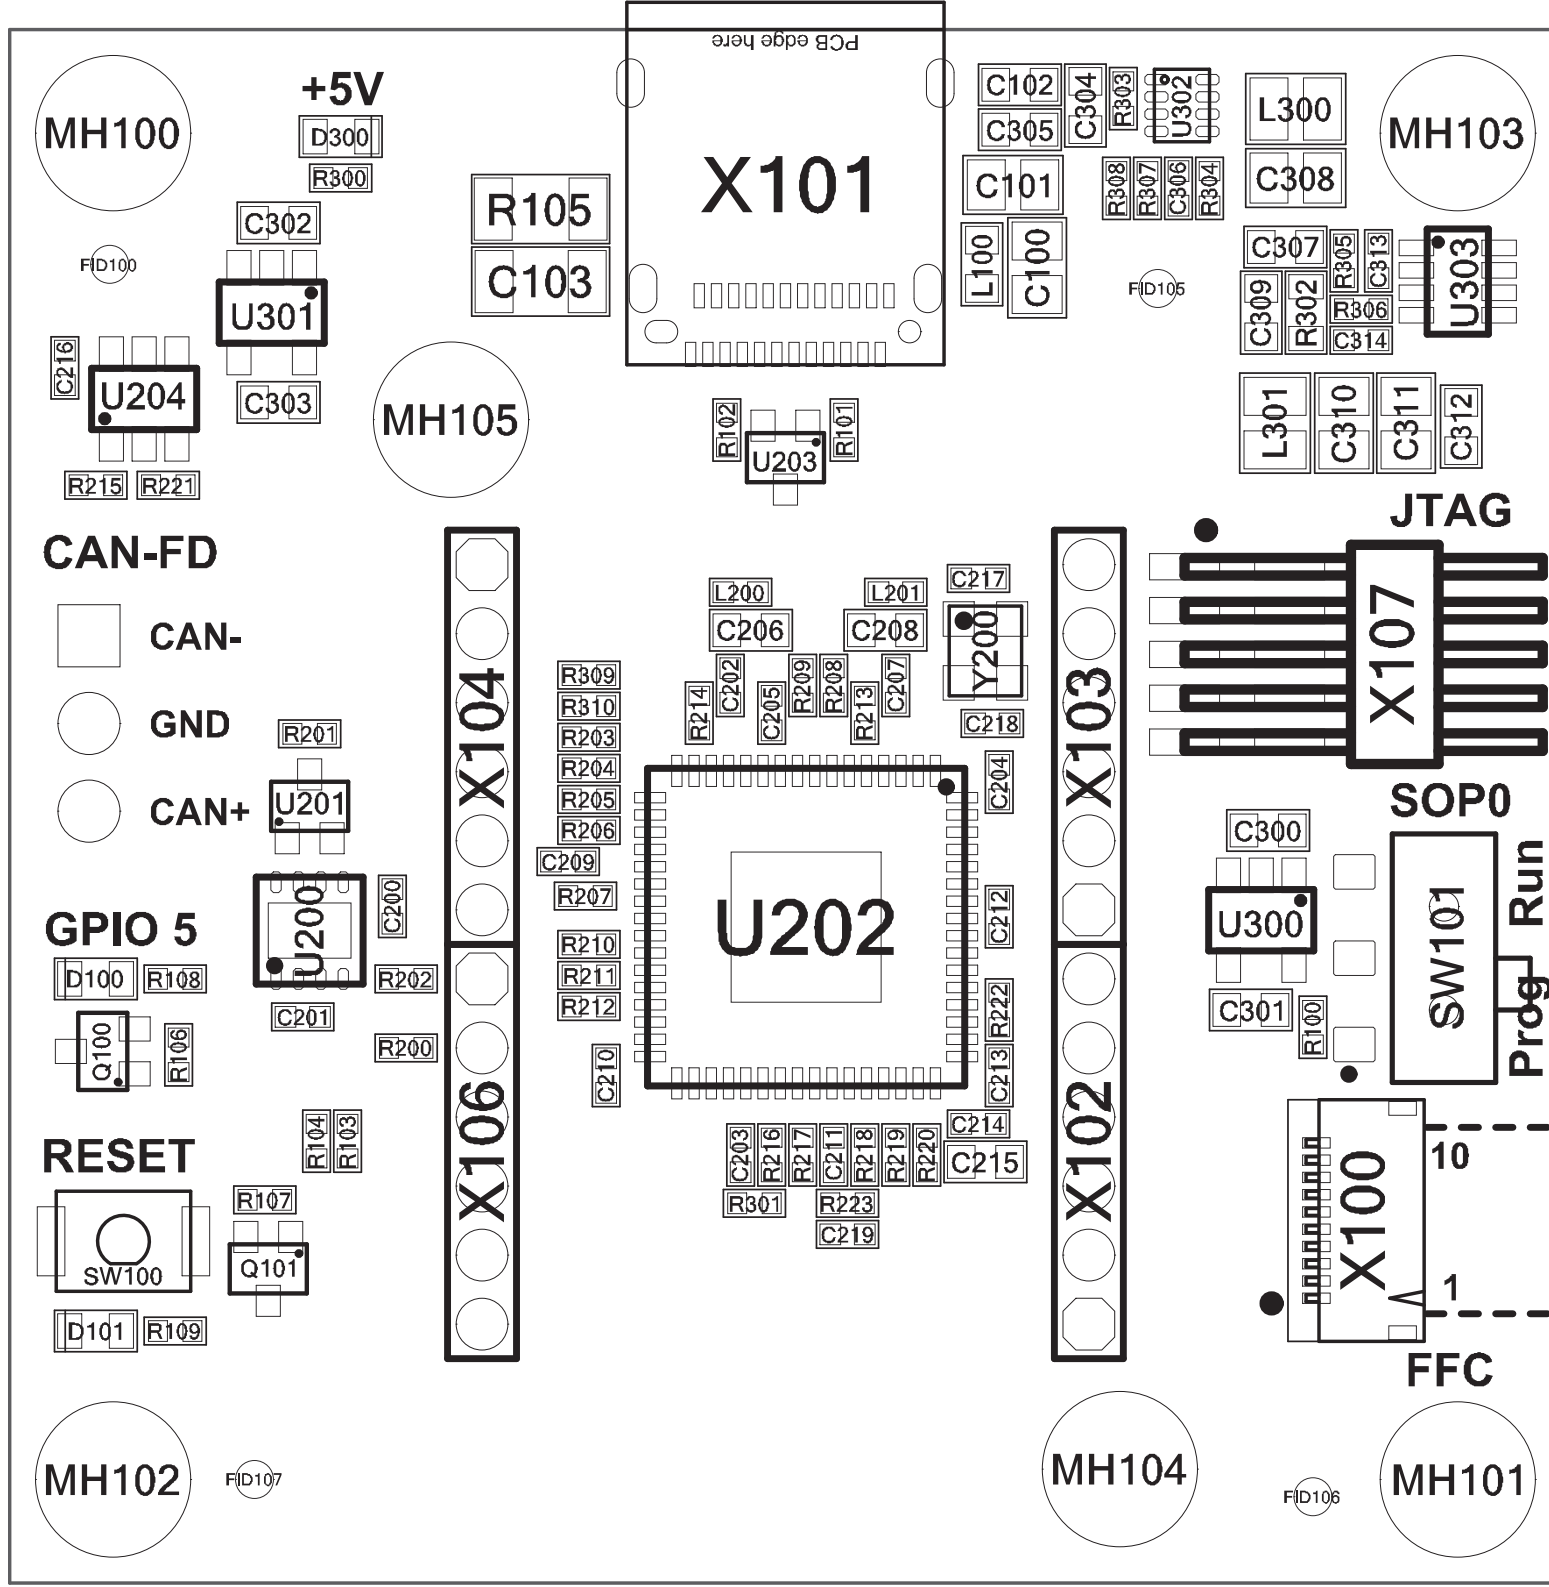 PCB edge here
+5V
MH100
D300
R300
X101
C102
C304
R303
U302
C305
L300
MH103
C101
R308
R307
C306
R304
C308
R105
C302
FID100
C103
L100
C100
FID105
C307
R305
C313
U303
U301
C309
R302
R306
C314
C216
U204
C303
MH105
R102
U203
R101
L301
C310
C311
C312
R215
R221
JTAG
CAN-FD
CAN-
GND
CAN+
X107
L200
L201
C217
C206
C208
Y200
C202
R209
R208
C207
R214
C205
R213
C218
R309
R310
R203
R204
R205
R206
C209
R207
X104
X103
R201
U201
C204
SOP0
C300
U300
C301
R100
SW101
Run
Prog
U202
C212
U200
C200
GPIO 5
D100
R108
R202
C201
R200
Q100
R106
R210
R211
R212
C210
R222
C213
X106
X102
R104
R103
RESET
C203
R216
R217
C211
R218
R219
R220
C214
C215
R301
R223
C219
R107
SW100
Q101
D101
R109
10
X100
1
FFC
MH102
FID107
MH104
FID106
MH101